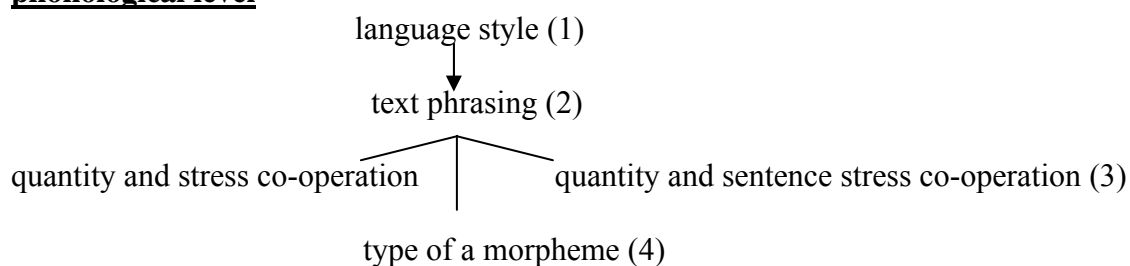 phonological level
language style (1)
text phrasing (2)
quantity and stress co-operation quantity and sentence stress co-operation (3)
type of a morpheme (4)